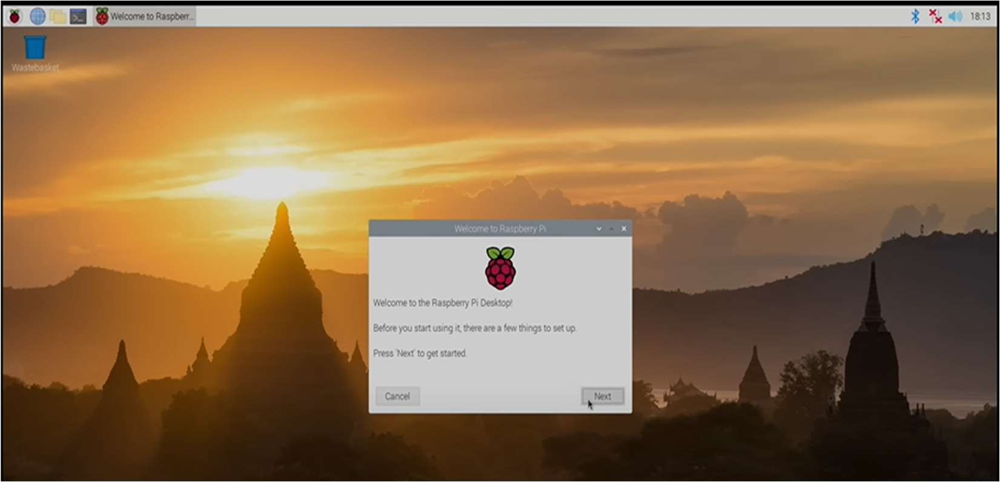 Welcome to Raspberr...
18:13
Wastebasket
Welcome to Raspberry Pi
Welcome to the Raspberry Pi Desktop!
Before you start using it, there are a few things to set up.
Press 'Next' to get started.
Cancel
Next